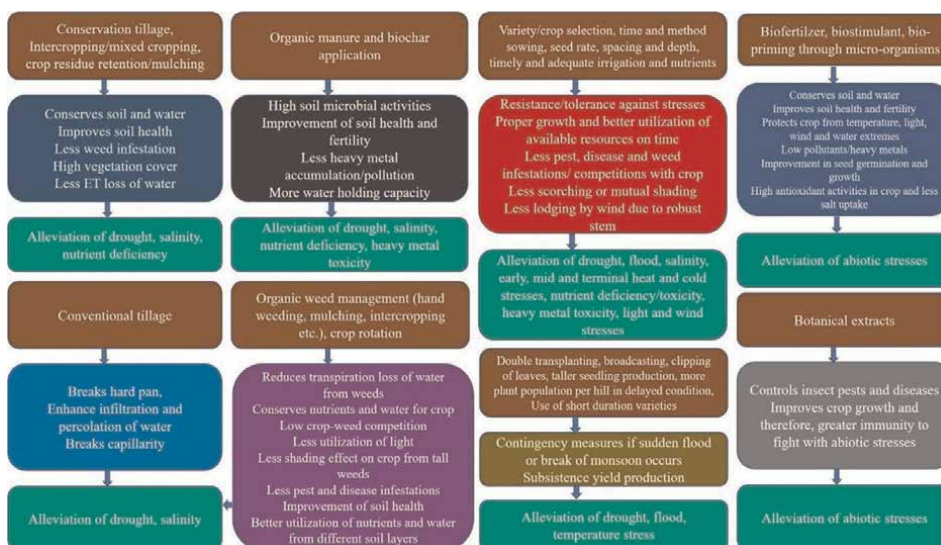 Conservation tillage,
Intercropping/mixed cropping,
crop residue retention/mulching
Conserves soil and water
Improves soil health
Less weed infestation
High vegetation cover
Less ET loss of water
Alleviation of drought, salinity,
nutrient deficiency
Conventional tillage
Breaks hard pan,
Enhance infiltration and
percolation of water
Breaks capillarity
Alleviation of drought, salinity
Organic manure and biochar
application
High soil microbial activities
Improvement of soil health and
fertility
Less heavy metal
accumulation/pollution
More water holding capacity
Alleviation of drought, salinity,
nutrient deficiency, heavy metal
toxicity
Organic weed management (hand
weeding, mulching, intercropping
etc.), crop rotation
Reduces transpiration loss of water
from weeds
Conserves nutrients and water for crop
Low crop-weed competition
Less utilization of light
Less shading effect on crop from tall
weeds
Less pest and disease infestations
Improvement of soil health
Better utilization of nutrients and water
from different soil layers
Variety/crop selection, time and method
sowing, seed rate, spacing and depth,
timely and adequate irrigation and nutrients
Resistance/tolerance against stresses
Proper growth and better utilization of
available resources on time
Less pest, disease and weed
infestations/ competitions with crop
Less scorching or mutual shading
Less lodging by wind due to robust
stem
Alleviation of drought, flood, salinity,
early, mid and terminal heat and cold
stresses, nutrient deficiency/toxicity,
heavy metal toxicity, light and wind
stresses
Double transplanting, broadcasting, clipping
of leaves, taller seedling production, more
plant population per hill in delayed condition,
Use of short duration varieties
Contingency measures if sudden flood
or break of monsoon occurs
Subsistence yield production
Alleviation of drought, flood,
temperature stress
Biofertilzer, biostimulant, bio-
priming through micro-organisms
Conserves soil and water
Improves soil health and fertility
Protects crop from temperature, light,
wind and water extremes
Low pollutants/heavy metals
Improvement in seed germination and
growth
High antioxidant activities in crop and less
salt uptake
Alleviation of abiotic stresses
Botanical extracts
Controls insect pests and diseases
Improves crop growth and
therefore, greater immunity to
fight with abiotic stresses
Alleviation of abiotic stresses